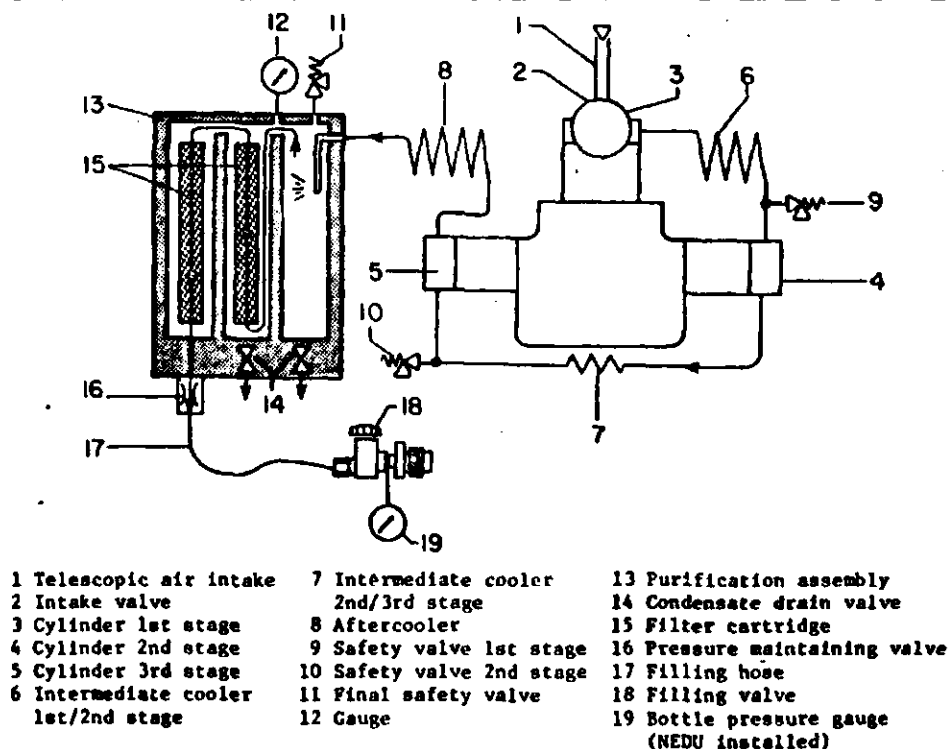 12
11
1
2
3
8
6
13
15
9
5
4
10
16
14
18
7
17
19
1 Telescopic air intake
2 Intake valve
3 Cylinder 1st stage
4 Cylinder 2nd stage
5 Cylinder 3rd stage
6 Intermediate cooler
1st/2nd stage
7 Intermediate cooler
2nd/3rd stage
8 Aftercooler
9 Safety valve 1st stage
10 Safety valve 2nd stage
11 Final safety valve
12 Gauge
13 Purification assembly
14 Condensate drain valve
15 Filter cartridge
16 Pressure maintaining valve
17 Filling hose
18 Filling valve
19 Bottle pressure gauge
(NEDU installed)